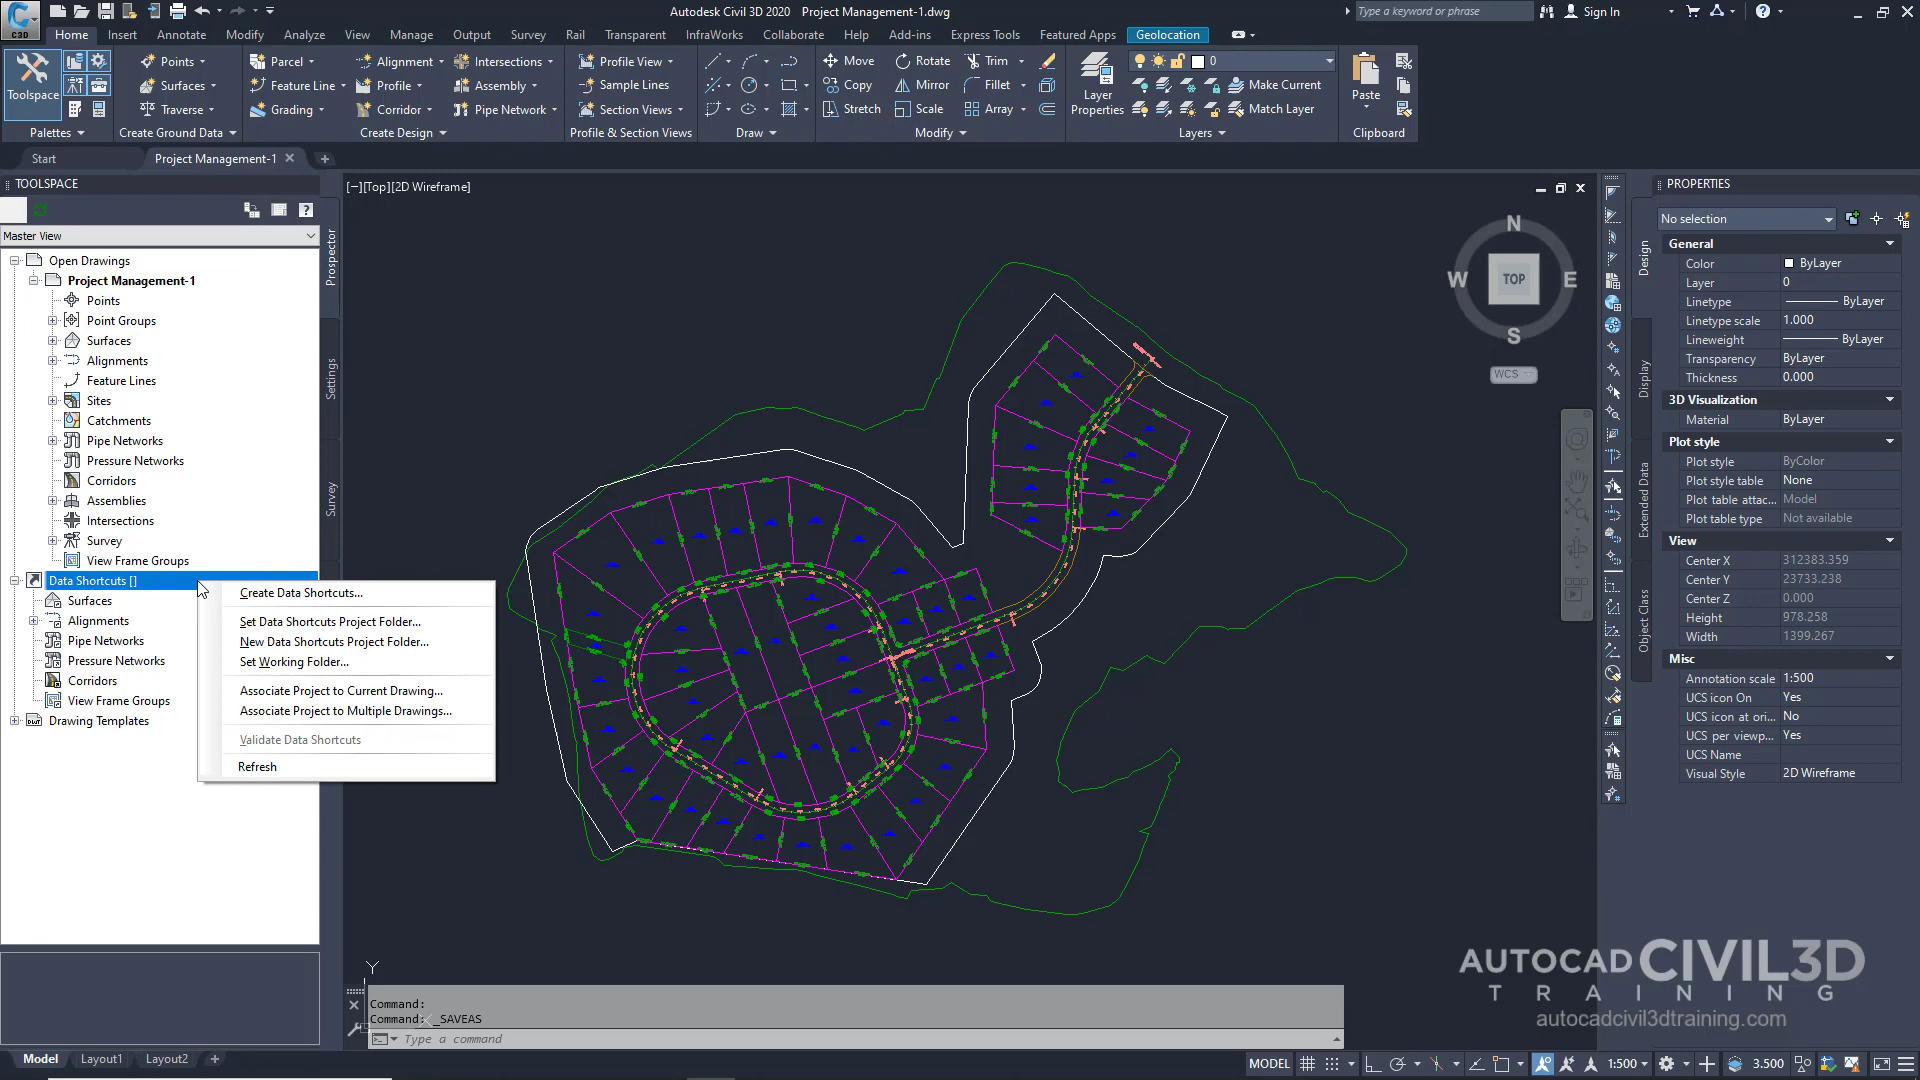 Autodesk Civil 3D 2020 Project Management-1.dwg
Type a keyword or phrase
Sign In
C3D
Home Insert Annotate Modify Analyze View Manage Output Survey Rail Transparent InfraWorks Collaborate Help Add-ins Express Tools Featured Apps Geolocation
Toolspace
Points
Surfaces
Traverse
Parcel
Feature Line
Grading
Alignment
Profile
Corridor
Intersections
Assembly
Pipe Network
Profile View
Sample Lines
Section Views
Move
Copy
Stretch
Rotate
Mirror
Scale
Trim
Fillet
Array
Layer
Properties
0
Make Current
Match Layer
Paste
Palettes
Create Ground Data
Create Design
Profile & Section Views
Draw
Modify
Layers
Clipboard
Start
Project Management-1
TOOLSPACE
Master View
Open Drawings
Project Management-1
Points
Point Groups
Surfaces
Alignments
Feature Lines
Sites
Catchments
Pipe Networks
Pressure Networks
Corridors
Assemblies
Intersections
Survey
View Frame Groups
Data Shortcuts []
Surfaces
Alignments
Pipe Networks
Pressure Networks
Corridors
View Frame Groups
Drawing Templates
Prospector
Settings
Survey
Create Data Shortcuts...
Set Data Shortcuts Project Folder...
New Data Shortcuts Project Folder...
Set Working Folder...
Associate Project to Current Drawing...
Associate Project to Multiple Drawings...
Validate Data Shortcuts
Refresh
[−][Top][2D Wireframe]
N
W
TOP
E
S
WCS
Y
PROPERTIES
No selection
General
Color ByLayer
Layer 0
Linetype ByLayer
Linetype scale 1.000
Lineweight ByLayer
Transparency ByLayer
Thickness 0.000
3D Visualization
Material ByLayer
Plot style
Plot style ByColor
Plot style table None
Plot table attac... Model
Plot table type Not available
View
Center X 312383.359
Center Y 23733.238
Center Z 0.000
Height 978.258
Width 1399.267
Misc
Annotation scale 1:500
UCS icon On Yes
UCS icon at ori... No
UCS per viewp... Yes
UCS Name
Visual Style 2D Wireframe
Design
Display
Extended Data
Object Class
Command:
Command: _SAVEAS
Type a command
AUTOCAD CIVIL3D
TRAINING
autocadcivil3dtraining.com
Model Layout1 Layout2
MODEL
1:500
3.500